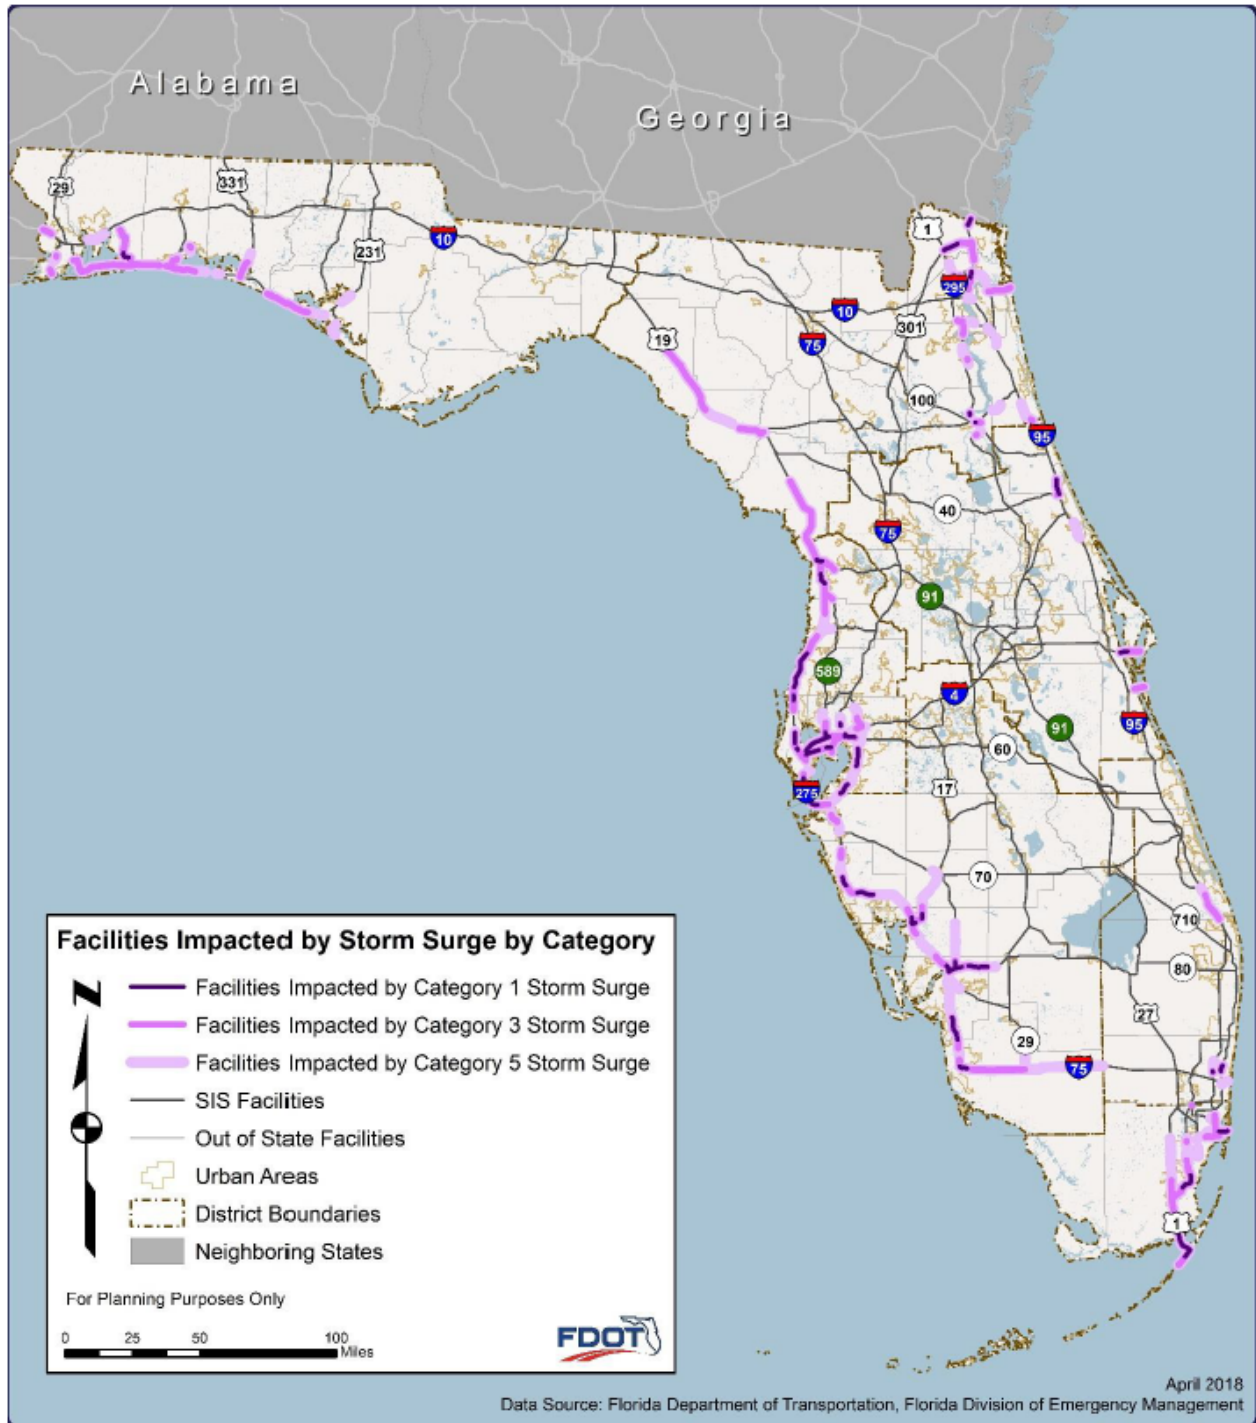 Alabama
Georgia
29
331
231
10
1
295
10
301
75
19
100
95
40
75
91
589
4
91
95
60
275
17
70
710
80
27
29
75
1
Facilities Impacted by Storm Surge by Category
N
Facilities Impacted by Category 1 Storm Surge
Facilities Impacted by Category 3 Storm Surge
Facilities Impacted by Category 5 Storm Surge
SIS Facilities
Out of State Facilities
Urban Areas
District Boundaries
Neighboring States
For Planning Purposes Only
0 25 50 100
Miles
FDOT
April 2018
Data Source: Florida Department of Transportation, Florida Division of Emergency Management